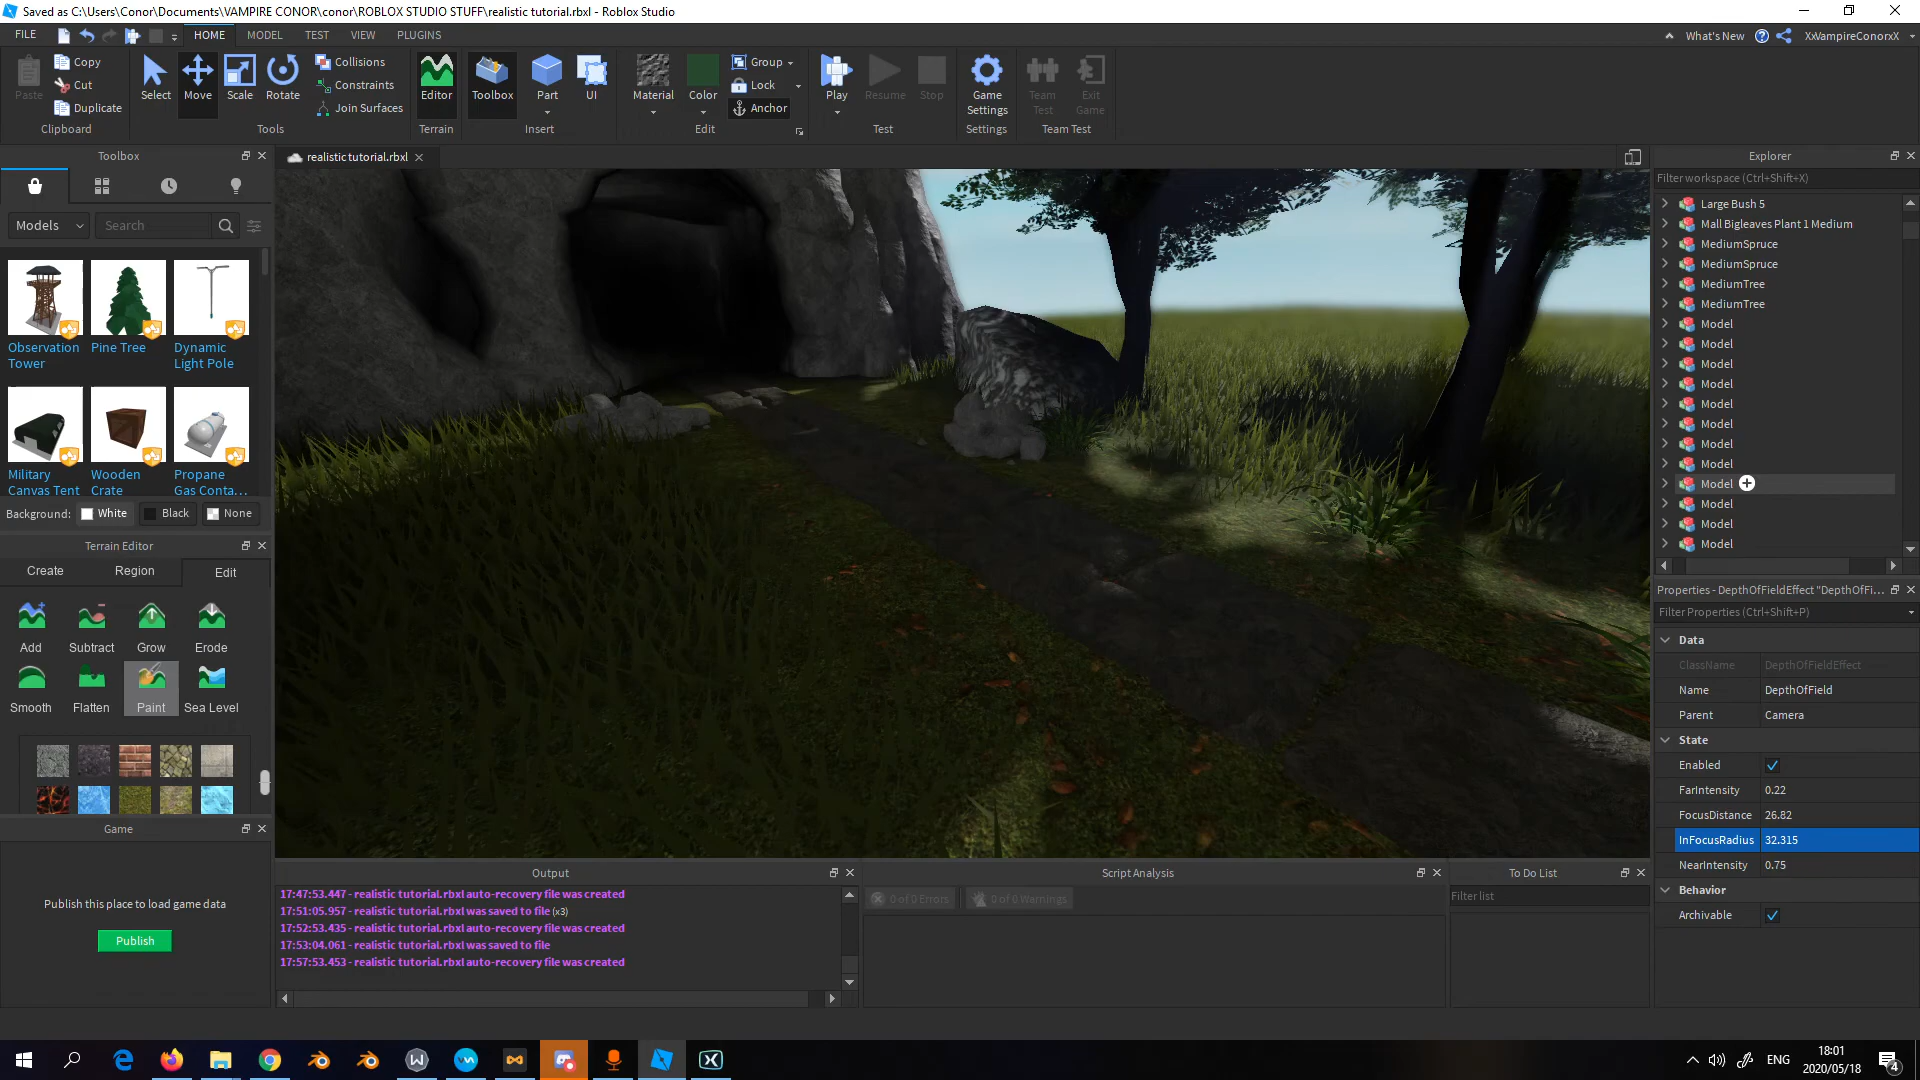 Saved as C:\Users\Conor\Documents\VAMPIRE CONOR\conor\ROBLOX STUDIO STUFF\realistic tutorial.rbxl - Roblox Studio
FILE HOME MODEL TEST VIEW PLUGINS What's New XxVampireConorxX
Paste
Copy
Cut
Duplicate
Clipboard
Select Move Scale Rotate
Collisions
Constraints
Join Surfaces
Tools
Editor
Terrain
Toolbox Part UI
Insert
Material Color
Group
Lock
Anchor
Edit
Play Resume Stop
Test
Game Settings
Settings
Team Test
Exit Game
Team Test
Toolbox
Models Search
Observation Tower
Pine Tree
Dynamic Light Pole
Military Canvas Tent
Wooden Crate
Propane Gas Conta...
Background: White Black None
Terrain Editor
Create Region Edit
Add Subtract Grow Erode
Smooth Flatten Paint Sea Level
Game
Publish this place to load game data
Publish
realistic tutorial.rbxl
Output
17:47:53.447 - realistic tutorial.rbxl auto-recovery file was created
17:51:05.957 - realistic tutorial.rbxl was saved to file (x3)
17:52:53.435 - realistic tutorial.rbxl auto-recovery file was created
17:53:04.061 - realistic tutorial.rbxl was saved to file
17:57:53.453 - realistic tutorial.rbxl auto-recovery file was created
Script Analysis
0 of 0 Errors 0 of 0 Warnings
To Do List
Filter list
Explorer
Filter workspace (Ctrl+Shift+X)
Large Bush 5
Mall Bigleaves Plant 1 Medium
MediumSpruce
MediumSpruce
MediumTree
MediumTree
Model
Model
Model
Model
Model
Model
Model
Model
Model
Model
Model
Model
Properties - DepthOfFieldEffect "DepthOfFi...
Filter Properties (Ctrl+Shift+P)
Data
ClassName DepthOfFieldEffect
Name DepthOfField
Parent Camera
State
Enabled
FarIntensity 0.22
FocusDistance 26.82
InFocusRadius 32.315
NearIntensity 0.75
Behavior
Archivable
ENG
18:01
2020/05/18
4